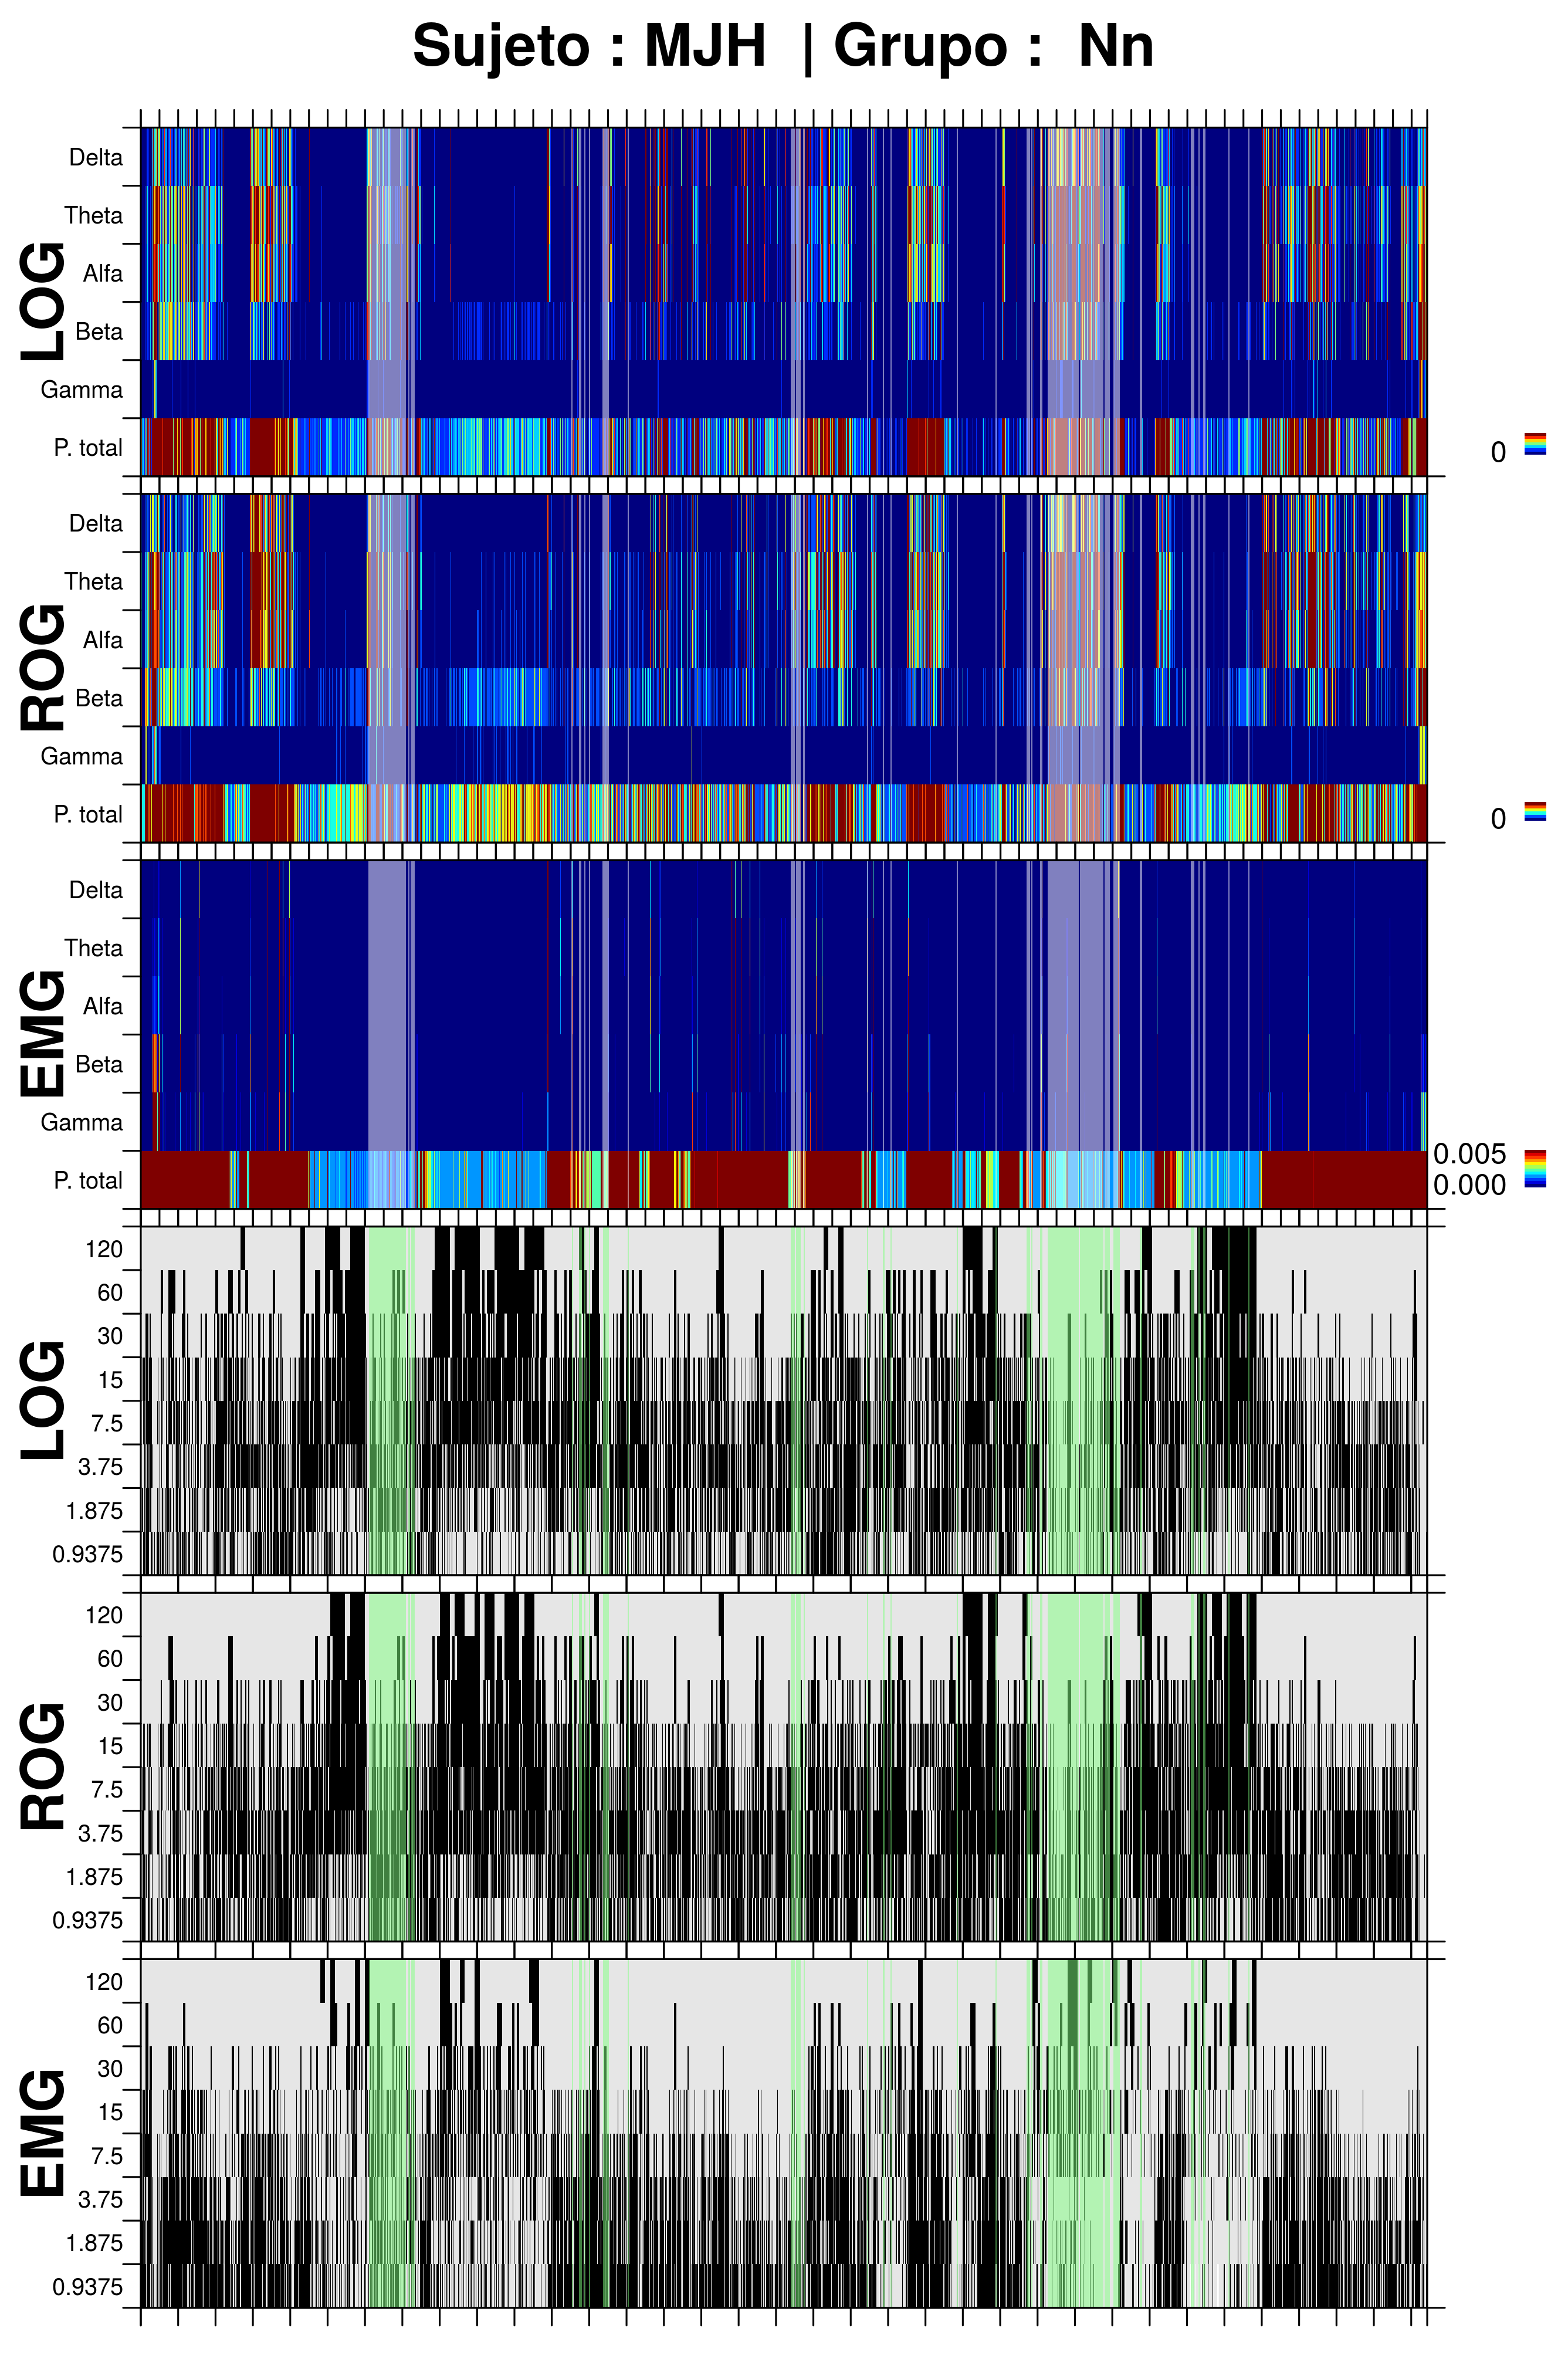 Sujeto : MJH | Grupo : Nn
LOG
Delta
Theta
Alfa
Beta
Gamma
P. total
0
ROG
Delta
Theta
Alfa
Beta
Gamma
P. total
0
EMG
Delta
Theta
Alfa
Beta
Gamma
P. total
0.005
0.000
LOG
120
60
30
15
7.5
3.75
1.875
0.9375
ROG
120
60
30
15
7.5
3.75
1.875
0.9375
EMG
120
60
30
15
7.5
3.75
1.875
0.9375